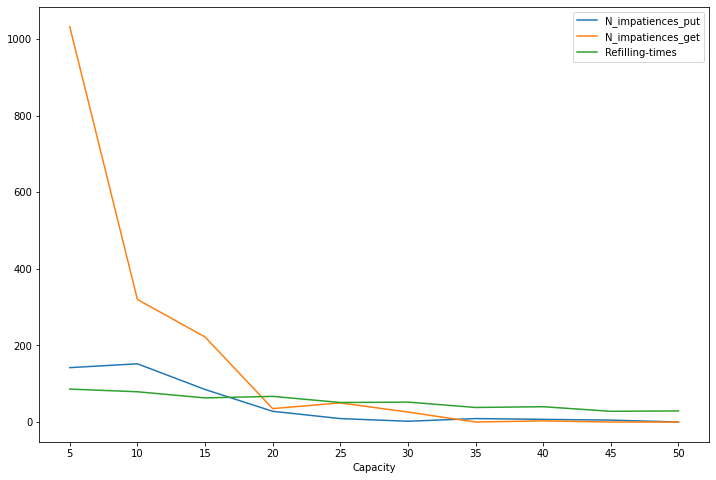 N_impatiences_put
N_impatiences_get
Refilling-times
1000
800
600
400
200
0
5 10 15 20 25 30 35 40 45 50
Capacity